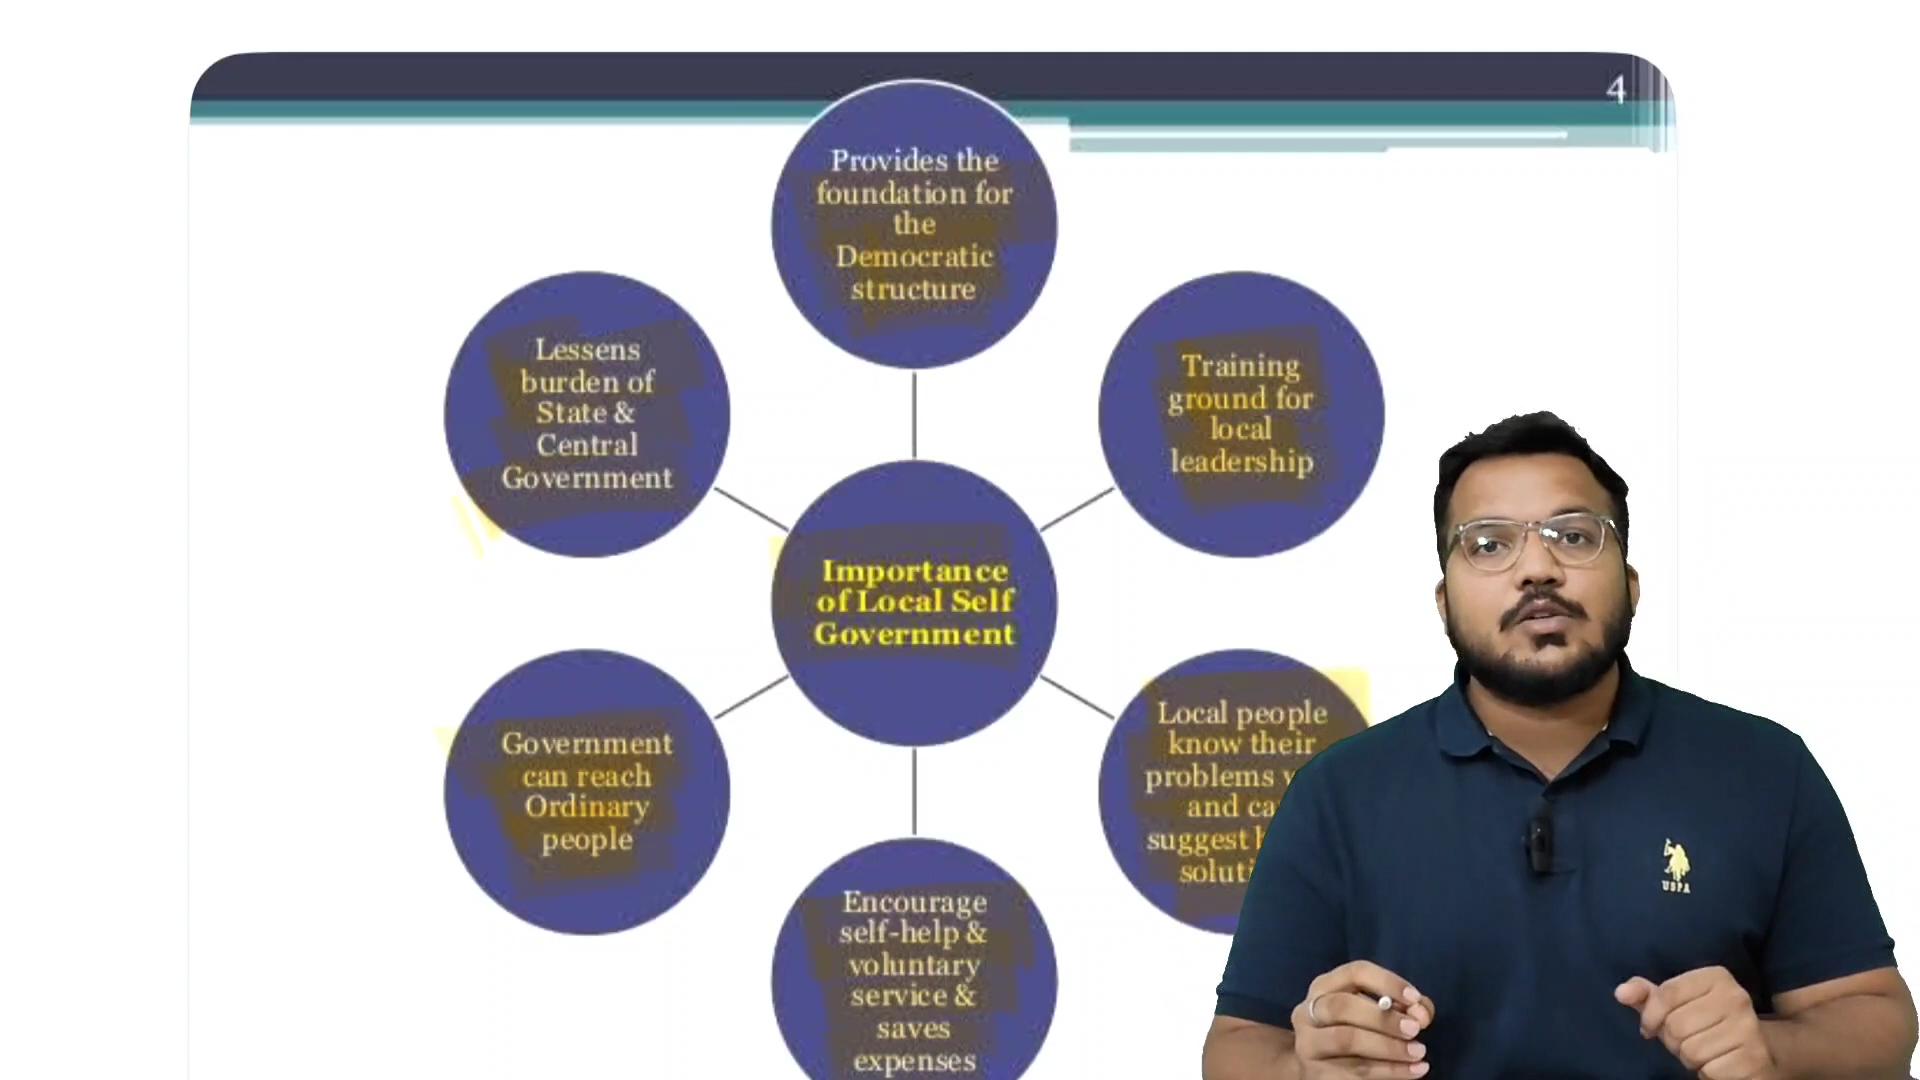 4
Provides the
foundation for
the
Democratic
structure
Training
ground for
local
leadership
Lessens
burden of
State &
Central
Government
Importance
of Local Self
Government
Government
can reach
Ordinary
people
Local people
know their
problems
and
suggest
Encourage
self-help &
voluntary
service &
saves
expenses
USPA